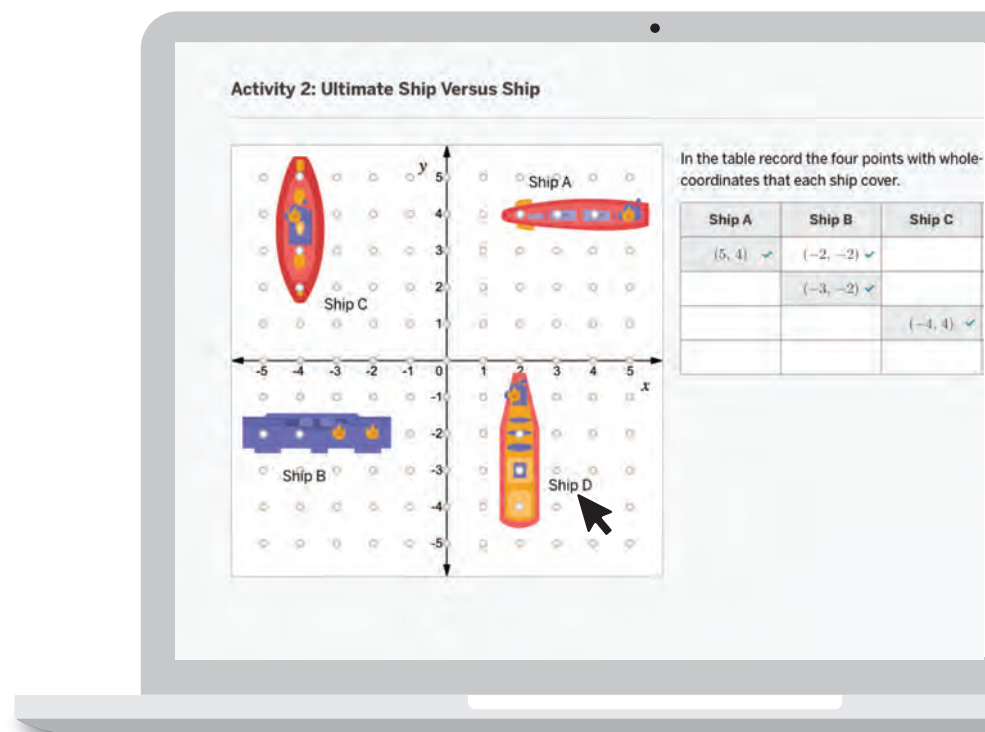 Activity 2: Ultimate Ship Versus Ship
In the table record the four points with whole-
coordinates that each ship cover.
y
5
Ship A
4
3
2
Ship C
1
-5 -4 -3 -2 -1 0 1 2 3 4 5
x
-1
-2
-3
Ship B
Ship D
-4
-5
Ship A Ship B Ship C
(5, 4) (−2, −2)
(−3, −2)
(−4, 4)